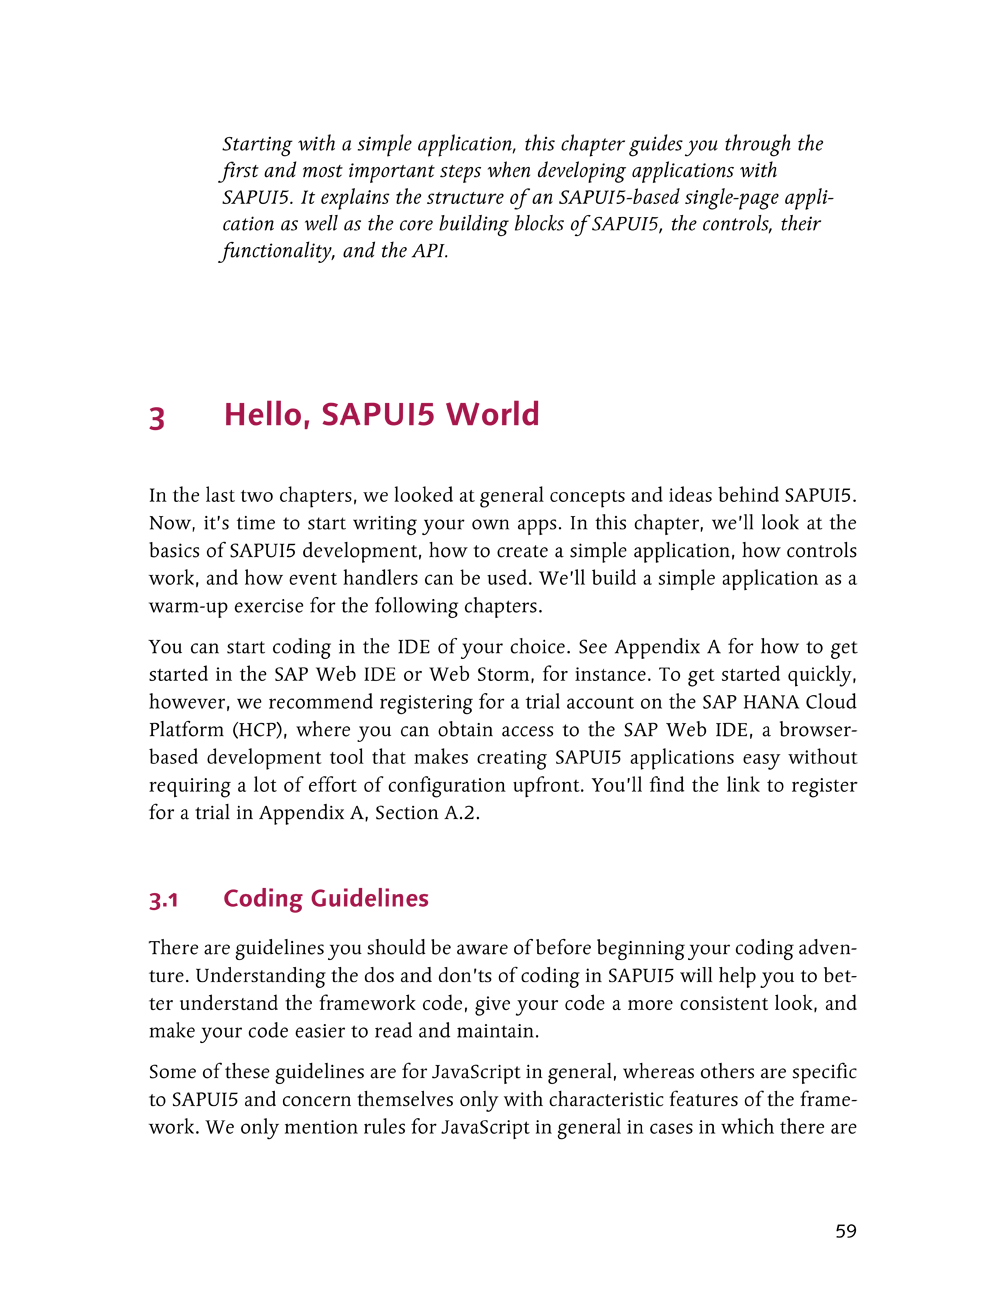 Starting with a simple application, this chapter guides you through the
first and most important steps when developing applications with
SAPUI5. It explains the structure of an SAPUI5-based single-page appli-
cation as well as the core building blocks of SAPUI5, the controls, their
functionality, and the API.
3 Hello, SAPUI5 World
In the last two chapters, we looked at general concepts and ideas behind SAPUI5.
Now, it's time to start writing your own apps. In this chapter, we'll look at the
basics of SAPUI5 development, how to create a simple application, how controls
work, and how event handlers can be used. We'll build a simple application as a
warm-up exercise for the following chapters.
You can start coding in the IDE of your choice. See Appendix A for how to get
started in the SAP Web IDE or Web Storm, for instance. To get started quickly,
however, we recommend registering for a trial account on the SAP HANA Cloud
Platform (HCP), where you can obtain access to the SAP Web IDE, a browser-
based development tool that makes creating SAPUI5 applications easy without
requiring a lot of effort of configuration upfront. You'll find the link to register
for a trial in Appendix A, Section A.2.
3.1 Coding Guidelines
There are guidelines you should be aware of before beginning your coding adven-
ture. Understanding the dos and don'ts of coding in SAPUI5 will help you to bet-
ter understand the framework code, give your code a more consistent look, and
make your code easier to read and maintain.
Some of these guidelines are for JavaScript in general, whereas others are specific
to SAPUI5 and concern themselves only with characteristic features of the frame-
work. We only mention rules for JavaScript in general in cases in which there are
59